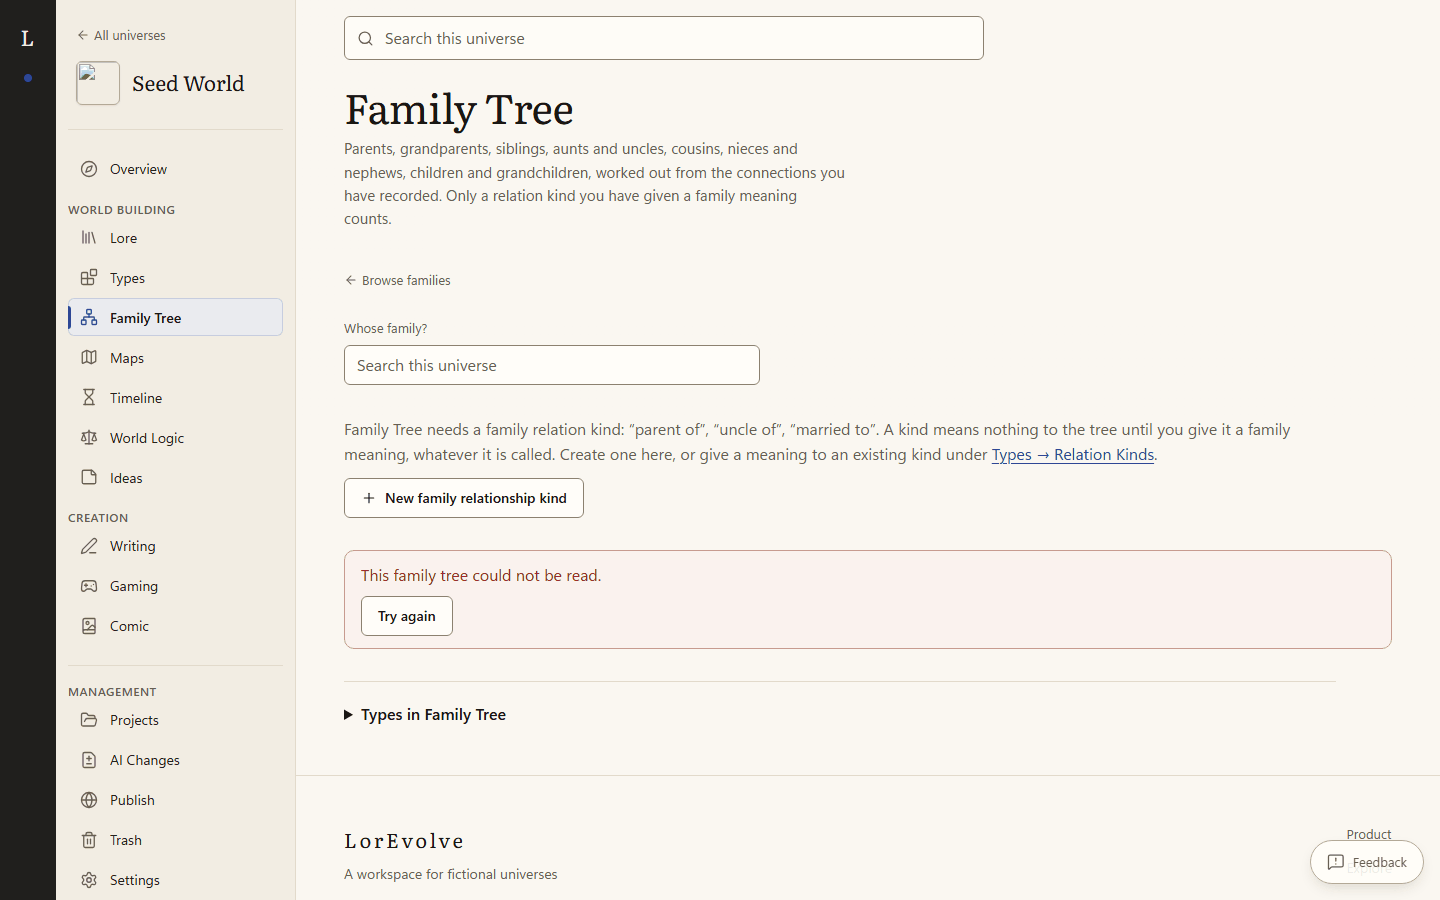 L
All universes
Seed World
Overview
WORLD BUILDING
Lore
Types
Family Tree
Maps
Timeline
World Logic
Ideas
CREATION
Writing
Gaming
Comic
MANAGEMENT
Projects
AI Changes
Publish
Trash
Settings
Search this universe
Family Tree
Parents, grandparents, siblings, aunts and uncles, cousins, nieces and
nephews, children and grandchildren, worked out from the connections you
have recorded. Only a relation kind you have given a family meaning
counts.
← Browse families
Whose family?
Search this universe
Family Tree needs a family relation kind: “parent of”, “uncle of”, “married to”. A kind means nothing to the tree until you give it a family
meaning, whatever it is called. Create one here, or give a meaning to an existing kind under Types → Relation Kinds.
+ New family relationship kind
This family tree could not be read.
Try again
Types in Family Tree
LorEvolve
A workspace for fictional universes
Product
Explore
Feedback